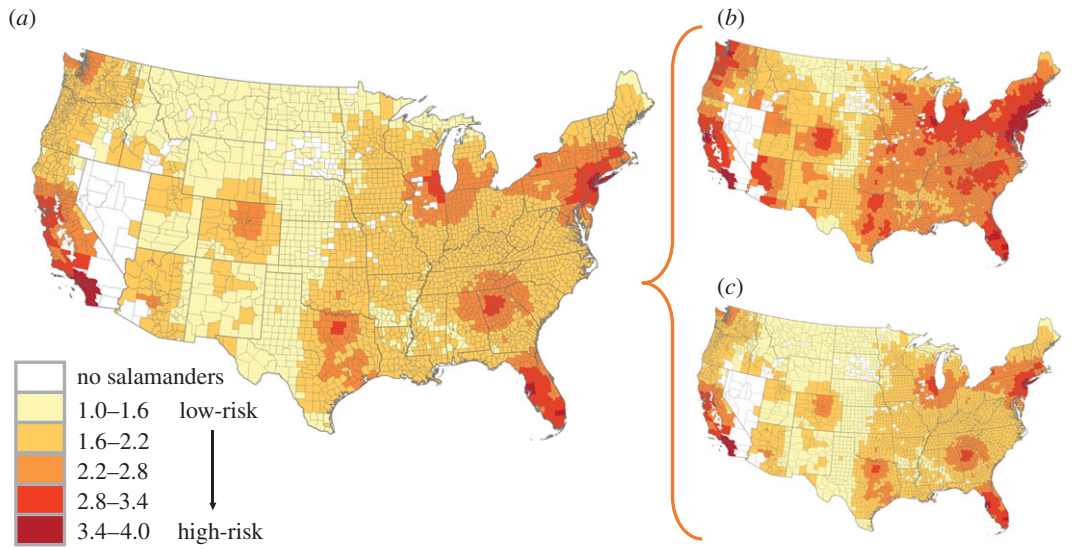 (a)
(b)
(c)
no salamanders
1.0–1.6 low-risk
1.6–2.2
2.2–2.8
2.8–3.4
3.4–4.0 high-risk